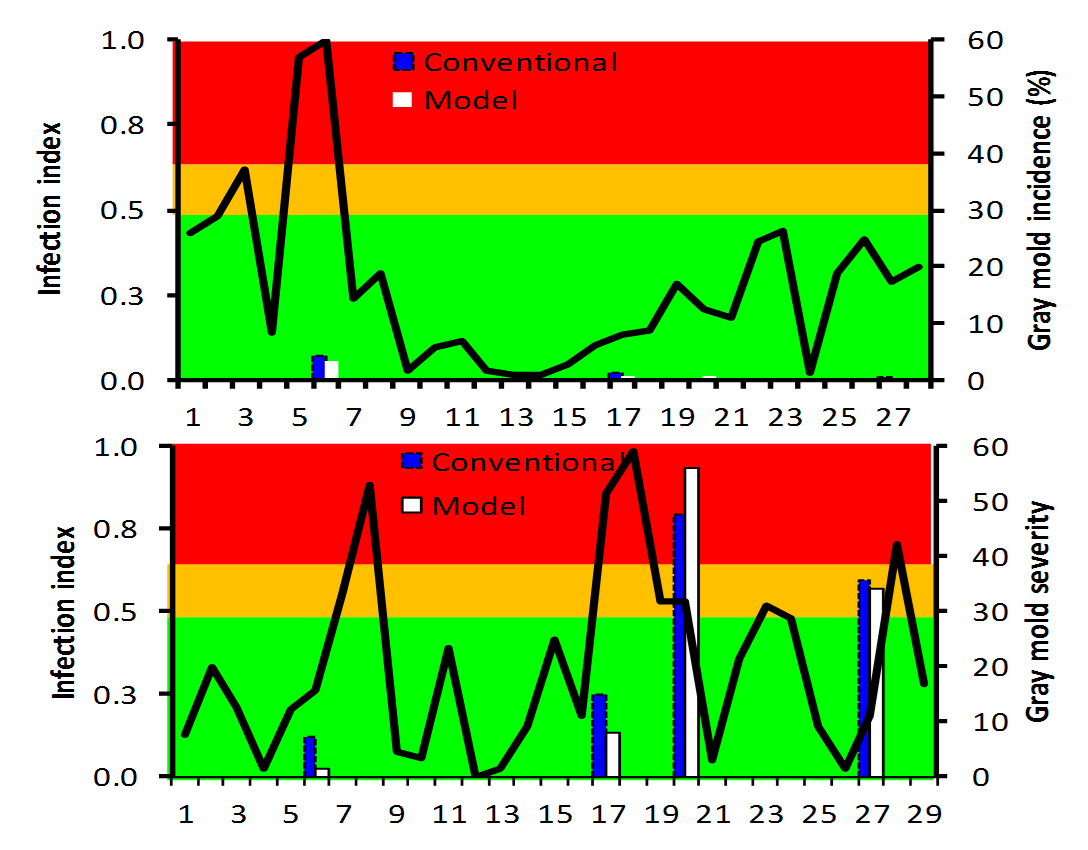 1.0
0.8
0.5
0.3
0.0
Infection index
Conventional
Model
60
50
40
30
20
10
0
Gray mold incidence (%)
1 3 5 7 9 11 13 15 17 19 21 23 25 27
1.0
0.8
0.5
0.3
0.0
Infection index
Conventional
Model
60
50
40
30
20
10
0
Gray mold severity
1 3 5 7 9 11 13 15 17 19 21 23 25 27 29